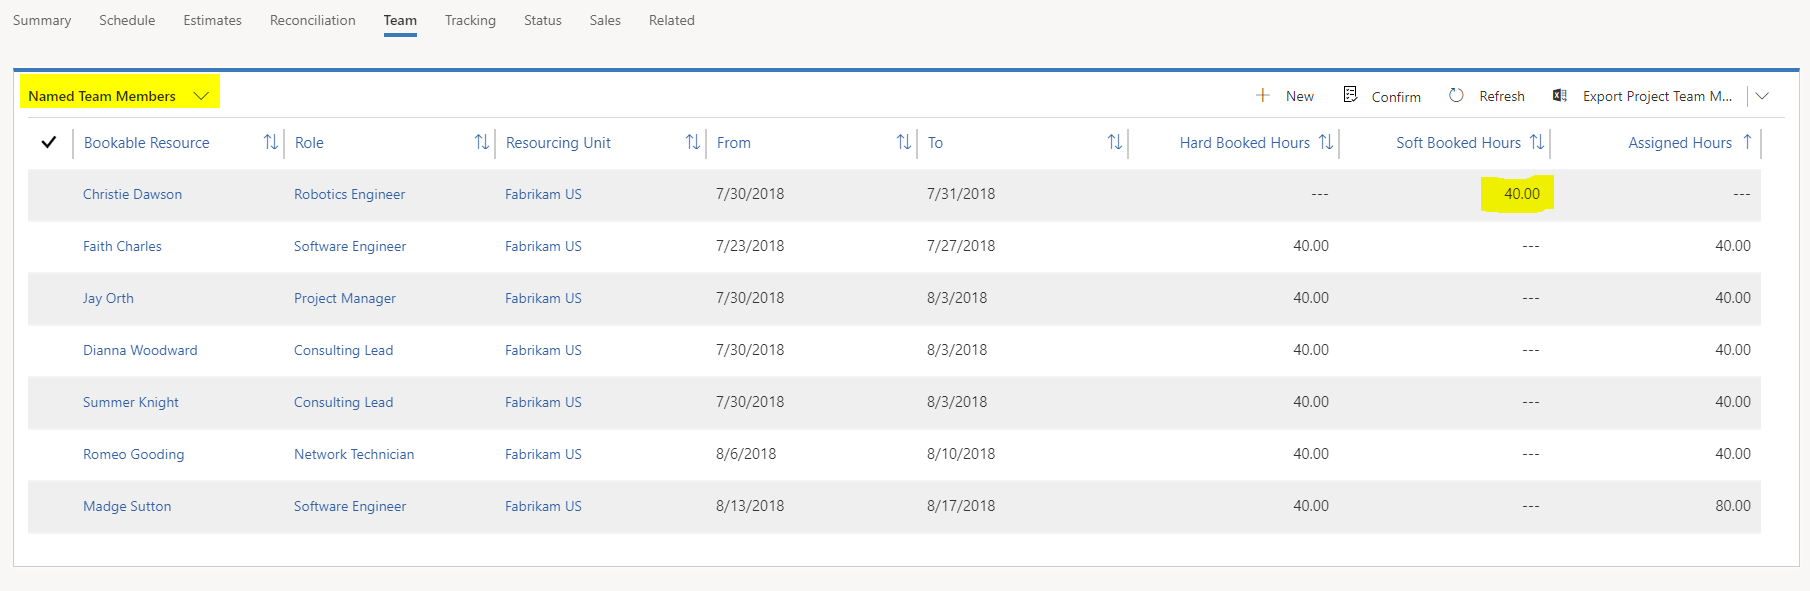 Summary Schedule Estimates Reconciliation Team Tracking Status Sales Related
Named Team Members New Confirm Refresh Export Project Team M...
Bookable Resource Role Resourcing Unit From To Hard Booked Hours Soft Booked Hours Assigned Hours
Christie Dawson Robotics Engineer Fabrikam US 7/30/2018 7/31/2018 --- 40.00 ---
Faith Charles Software Engineer Fabrikam US 7/23/2018 7/27/2018 40.00 --- 40.00
Jay Orth Project Manager Fabrikam US 7/30/2018 8/3/2018 40.00 --- 40.00
Dianna Woodward Consulting Lead Fabrikam US 7/30/2018 8/3/2018 40.00 --- 40.00
Summer Knight Consulting Lead Fabrikam US 7/30/2018 8/3/2018 40.00 --- 40.00
Romeo Gooding Network Technician Fabrikam US 8/6/2018 8/10/2018 40.00 --- 40.00
Madge Sutton Software Engineer Fabrikam US 8/13/2018 8/17/2018 40.00 --- 80.00